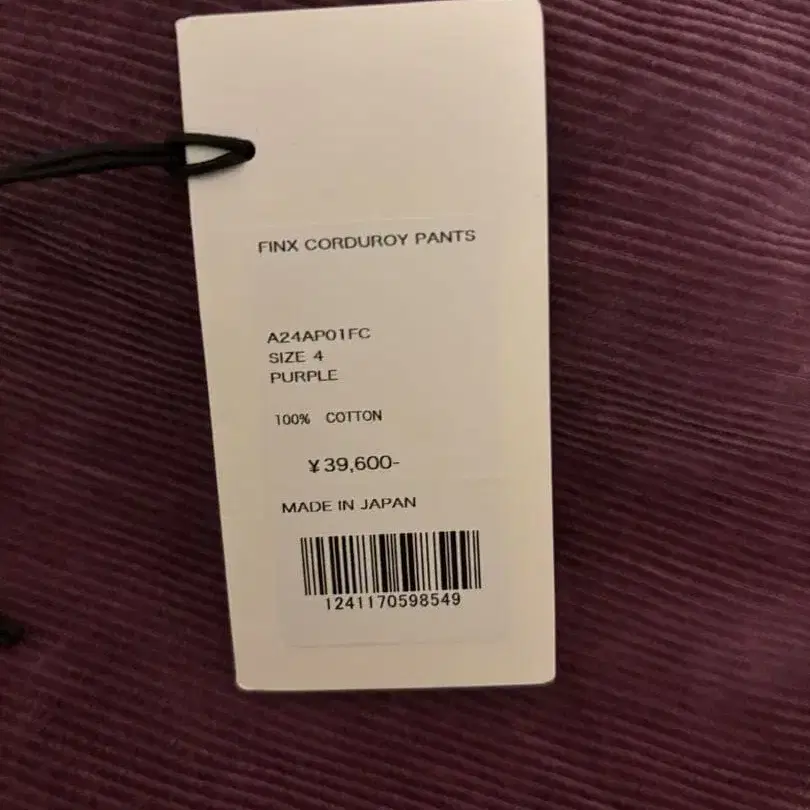 FINX CORDUROY PANTS
A24AP01FC
SIZE 4
PURPLE
100% COTTON
¥39,600-
MADE IN JAPAN
1241170598549